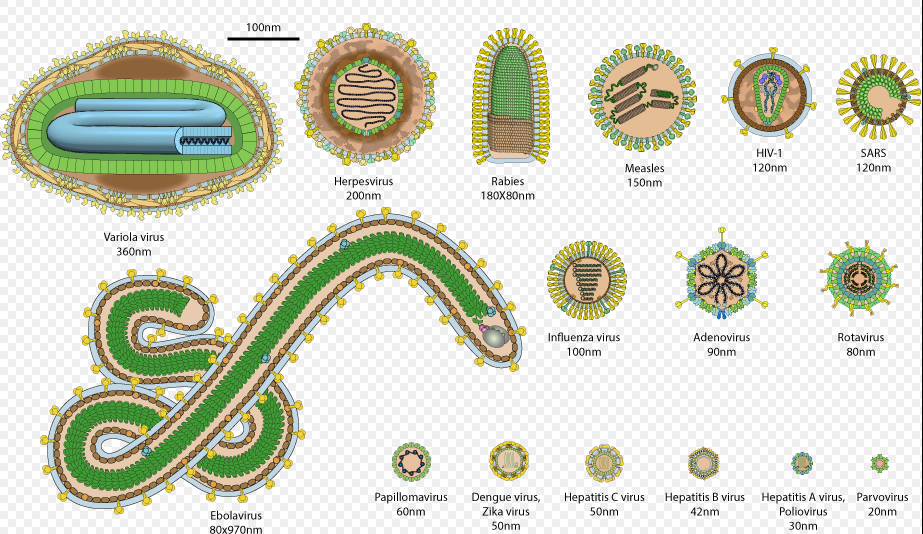 100nm
Variola virus
360nm
Herpesvirus
200nm
Rabies
180X80nm
Measles
150nm
HIV-1
120nm
SARS
120nm
Influenza virus
100nm
Adenovirus
90nm
Rotavirus
80nm
Ebolavirus
80x970nm
Papillomavirus
60nm
Dengue virus,
Zika virus
50nm
Hepatitis C virus
50nm
Hepatitis B virus
42nm
Hepatitis A virus,
Poliovirus
30nm
Parvovirus
20nm